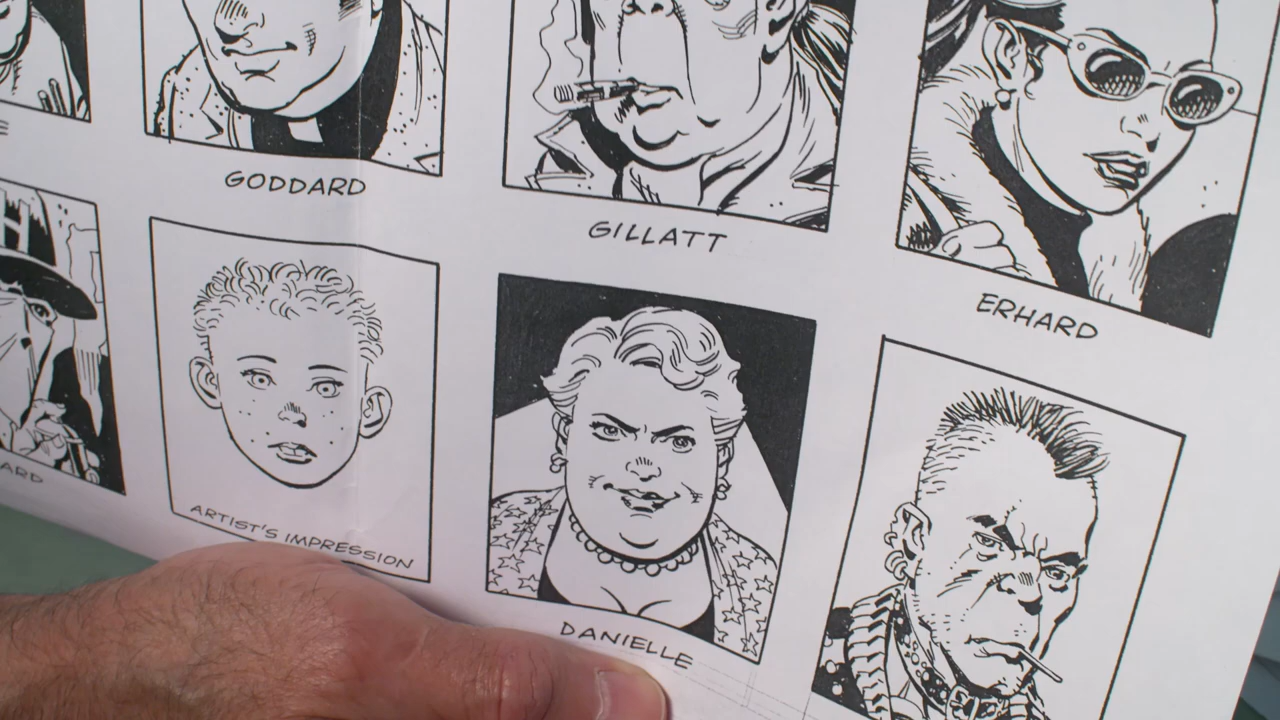 GODDARD
GILLATT
ERHARD
ARTIST'S IMPRESSION
DANIELLE